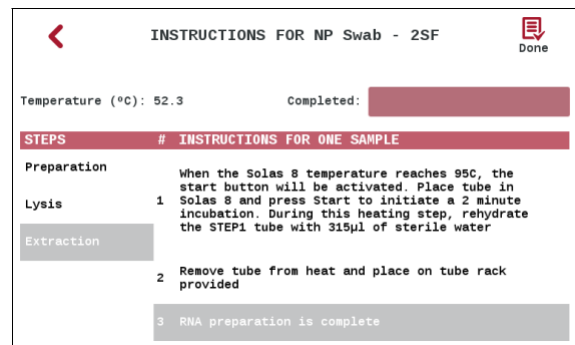 INSTRUCTIONS FOR NP Swab - 2SF
Done
Temperature (ºC): 52.3 Completed:
STEPS # INSTRUCTIONS FOR ONE SAMPLE
Preparation
Lysis
Extraction
1 When the Solas 8 temperature reaches 95C, the
start button will be activated. Place tube in
Solas 8 and press Start to initiate a 2 minute
incubation. During this heating step, rehydrate
the STEP1 tube with 315µl of sterile water
2 Remove tube from heat and place on tube rack
provided
3 RNA preparation is complete